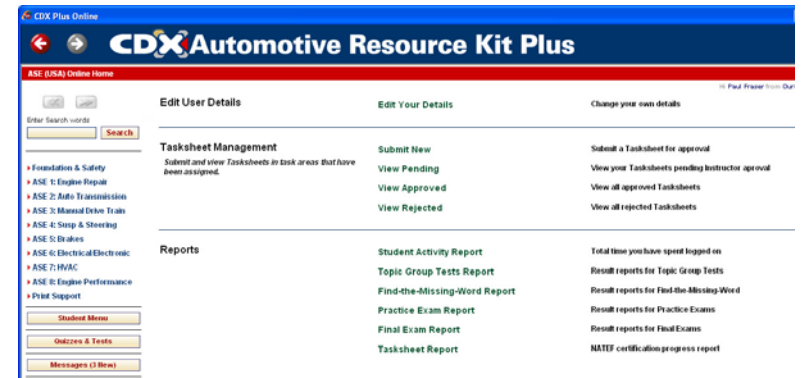 CDX Plus Online
CDX Automotive Resource Kit Plus
ASE (USA) Online Home
Hi Paul Fraser from
Enter Search words
Search
Foundation & Safety
ASE 1: Engine Repair
ASE 2: Auto Transmission
ASE 3: Manual Drive Train
ASE 4: Susp & Steering
ASE 5: Brakes
ASE 6: Electrical Electronic
ASE 7: HVAC
ASE 8: Engine Performance
Print Support
Student Menu
Quizzes & Tests
Messages (3 New)
Edit User Details
Edit Your Details
Change your own details
Tasksheet Management
Submit and view Tasksheets in task areas that have
been assigned.
Submit New
Submit a Tasksheet for approval
View Pending
View your Tasksheets pending Instructor aproval
View Approved
View all approved Tasksheets
View Rejected
View all rejected Tasksheets
Reports
Student Activity Report
Total time you have spent logged on
Topic Group Tests Report
Result reports for Topic Group Tests
Find-the-Missing-Word Report
Result reports for Find-the-Missing-Word
Practice Exam Report
Result reports for Practice Exams
Final Exam Report
Result reports for Final Exams
Tasksheet Report
NATEF certification progress report